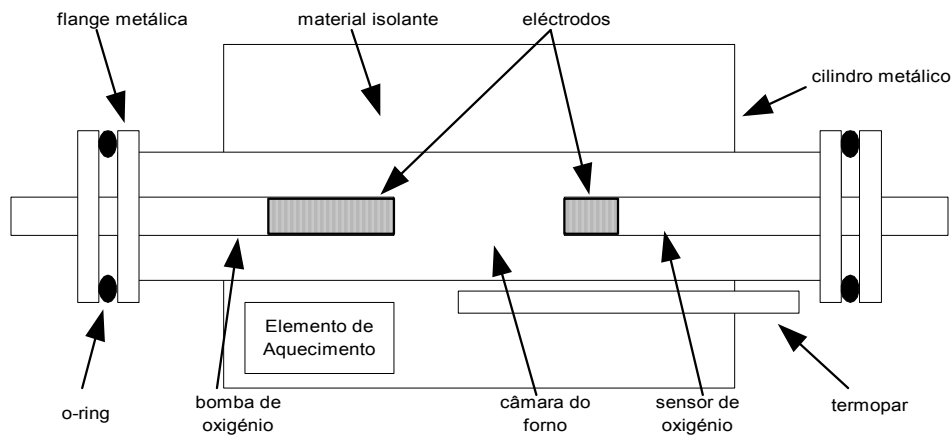 flange metálica
material isolante
eléctrodos
cilindro metálico
Elemento de
Aquecimento
o-ring
bomba de
oxigénio
câmara do
forno
sensor de
oxigénio
termopar